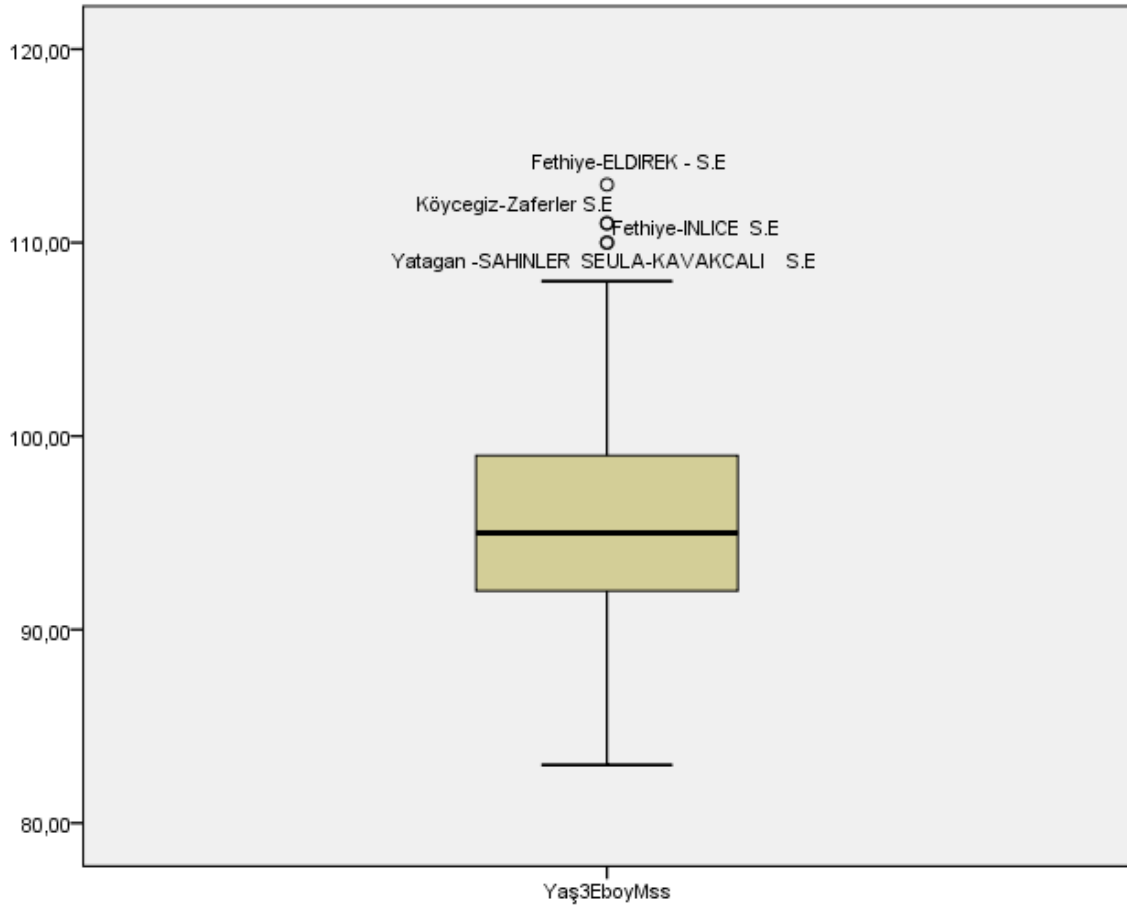 120,00
Fethiye-ELDIREK - S.E
Köycegiz-Zaferler S.E
Fethiye-INLICE S.E
110,00
Yatagan -SAHINLER SEULA-KAVAKCALI S.E
100,00
90,00
80,00
Yaş3EboyMss